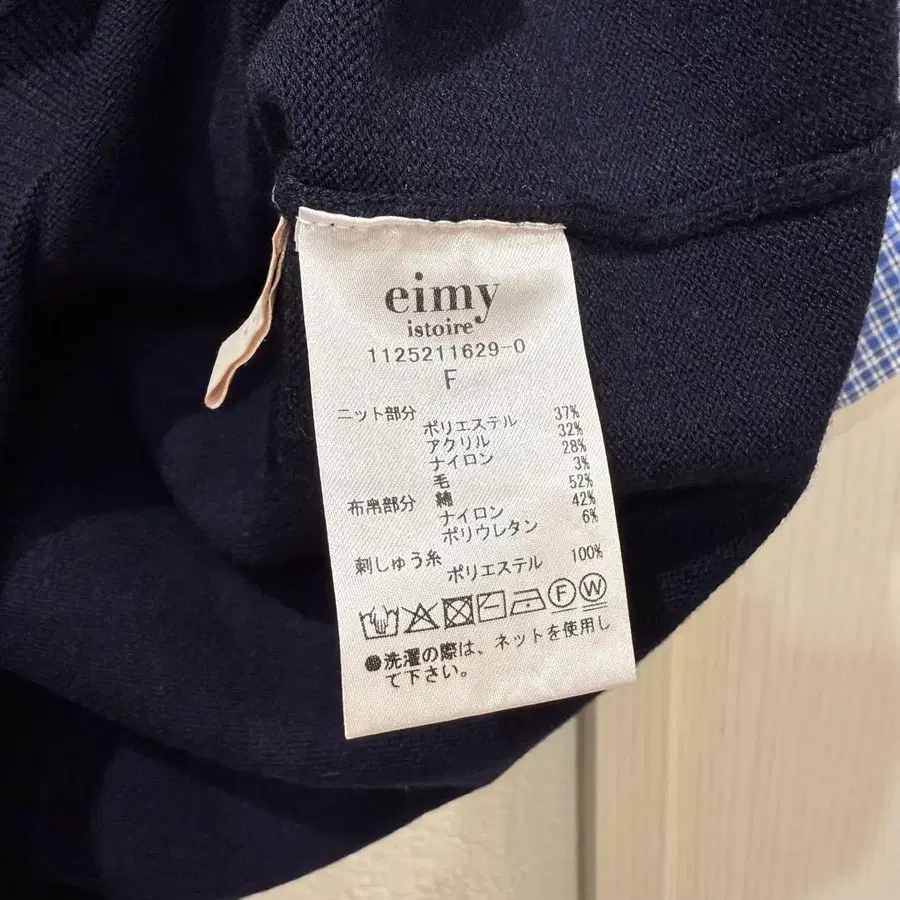 eimy
istoire
1125211629-0
F
ニット部分
ポリエステル 37%
アクリル 32%
ナイロン 28%
毛 3%
布帛部分 綿 52%
ナイロン 42%
ポリウレタン 6%
刺しゅう糸
ポリエステル 100%
F W
●洗濯の際は、ネットを使用し
て下さい。